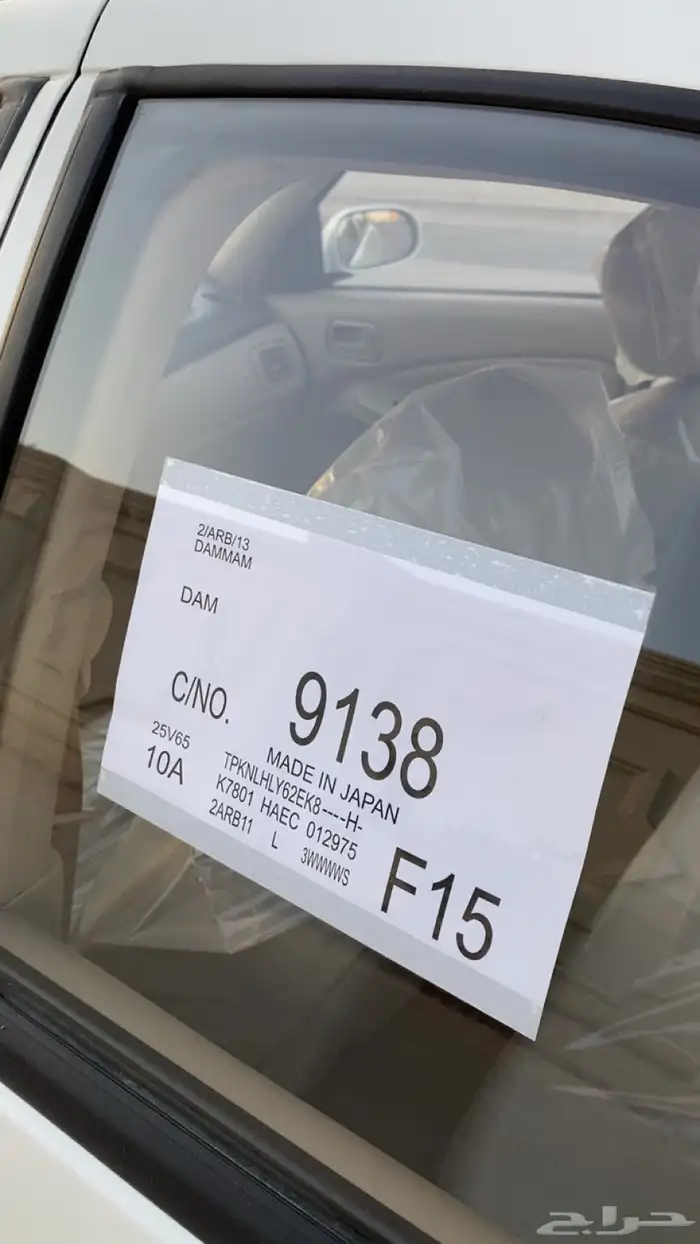 2/ARB/13
DAMMAM
DAM
C/NO. 9138
MADE IN JAPAN
25V65 TPKNLHLY62EK8----H-
10A K7801 HAEC 012975
2ARB11 L 3WWWWS
F15
حراج